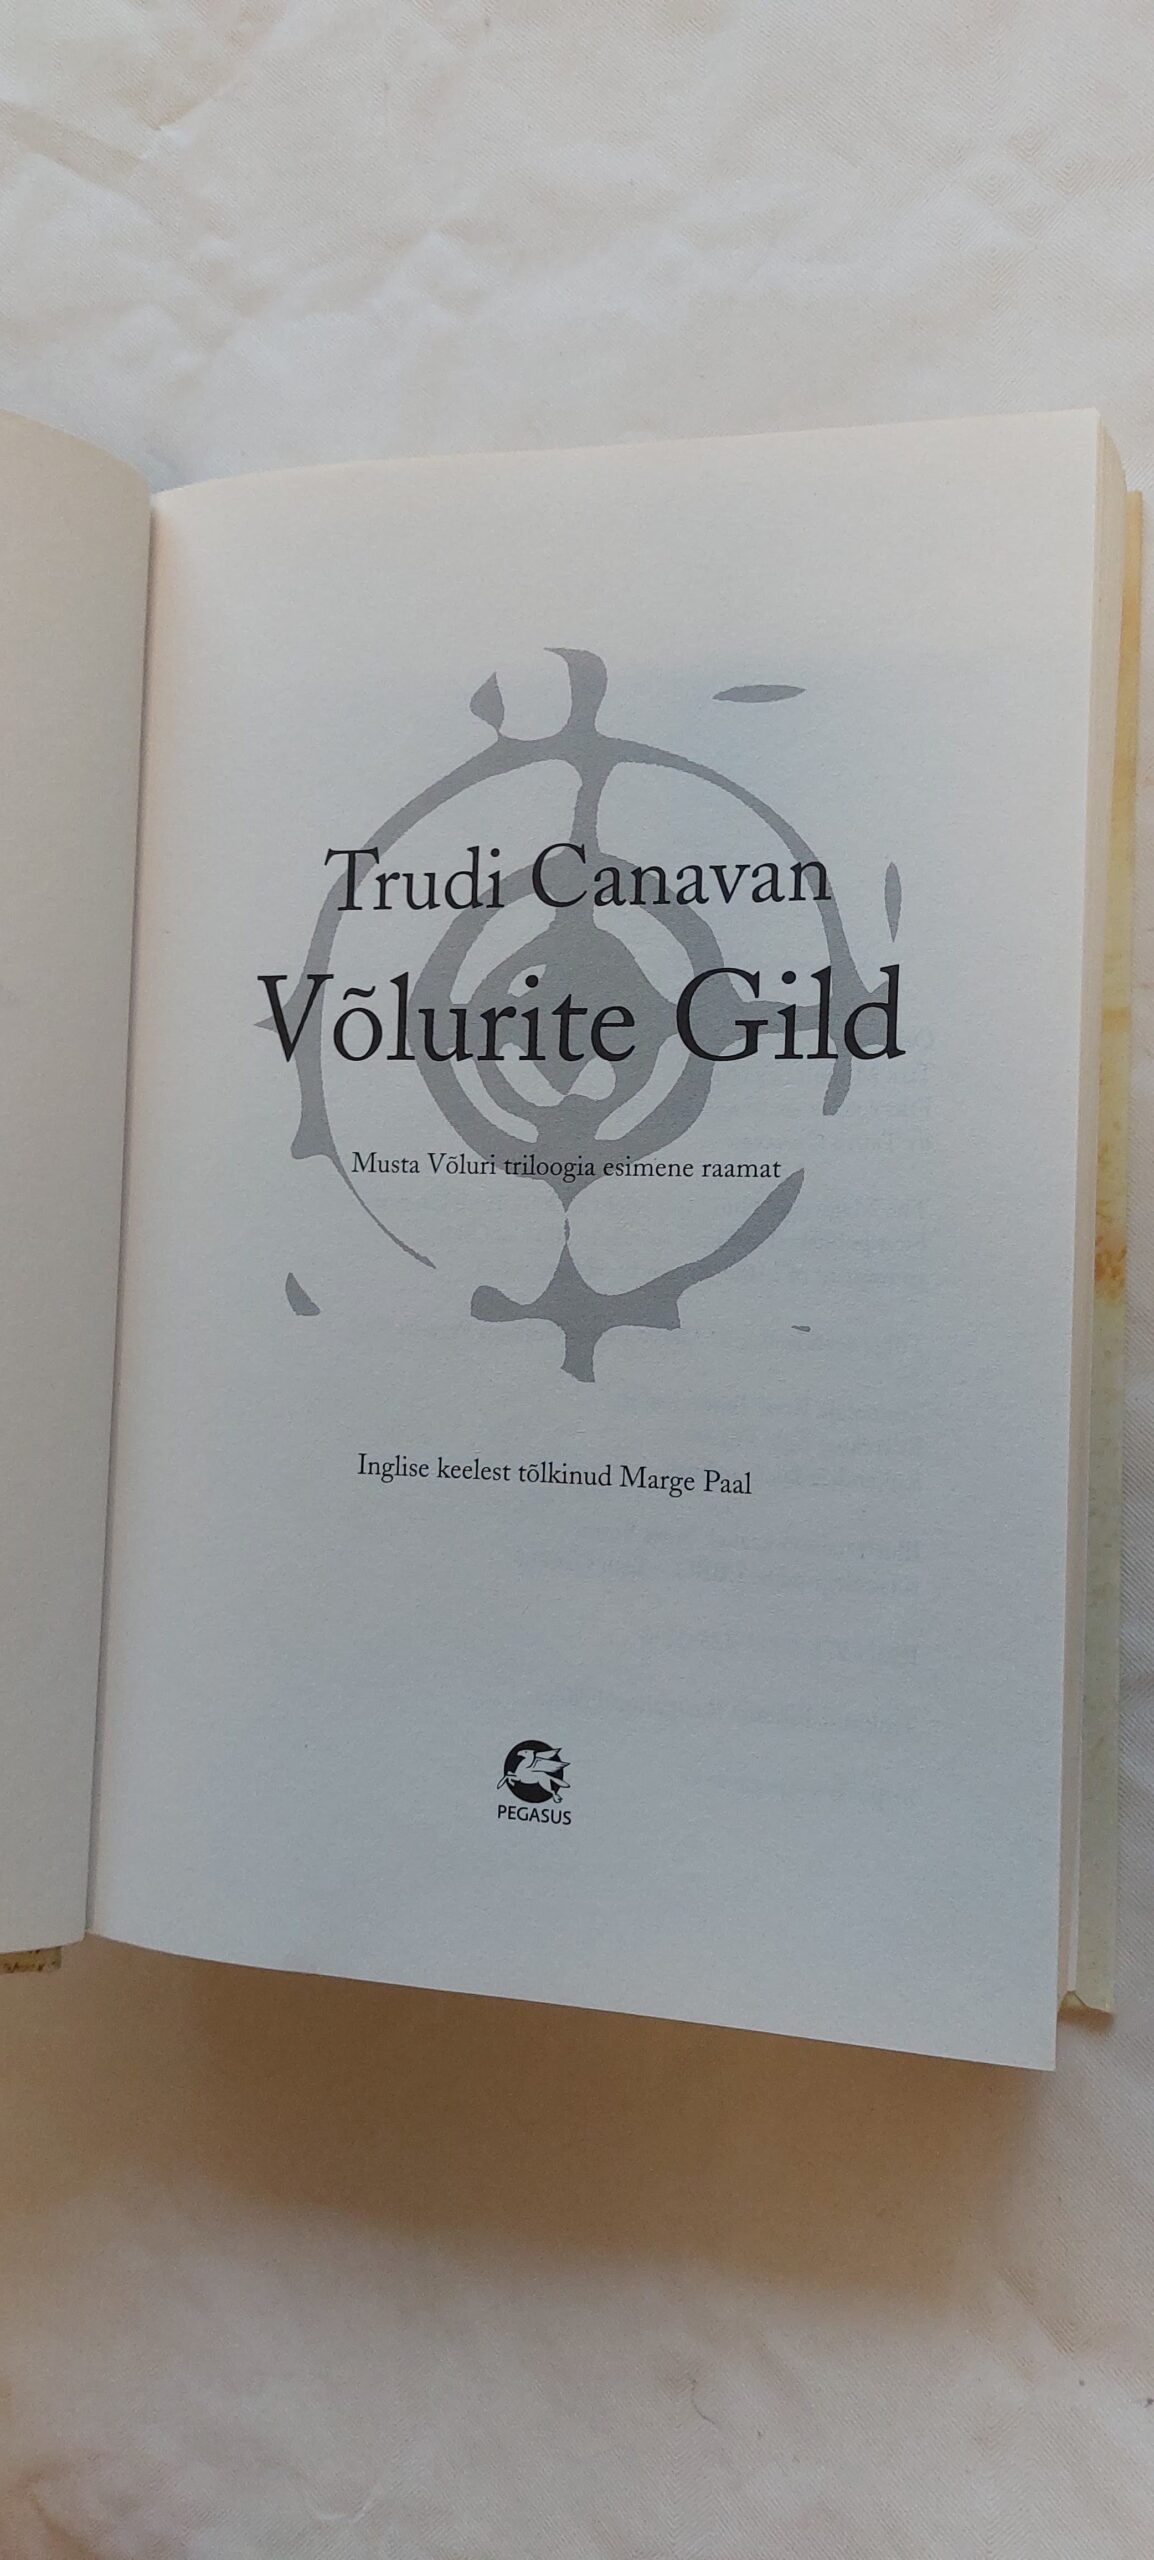 Trudi Canavan
Võlurite Gild
Musta Võluri triloogia esimene raamat
Inglise keelest tõlkinud Marge Paal
PEGASUS